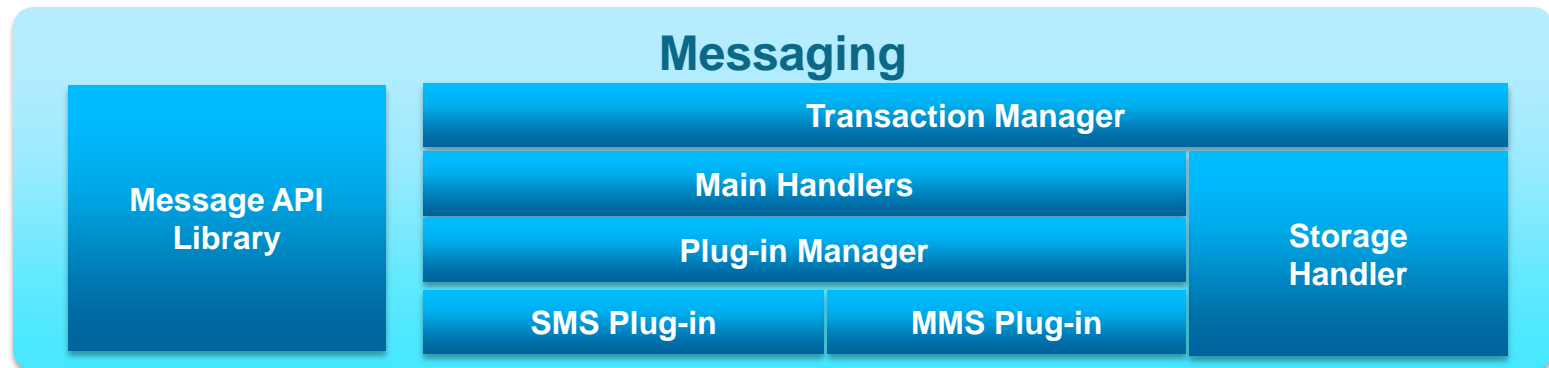 Messaging
Message API
Library
Transaction Manager
Main Handlers
Plug-in Manager
SMS Plug-in
MMS Plug-in
Storage
Handler